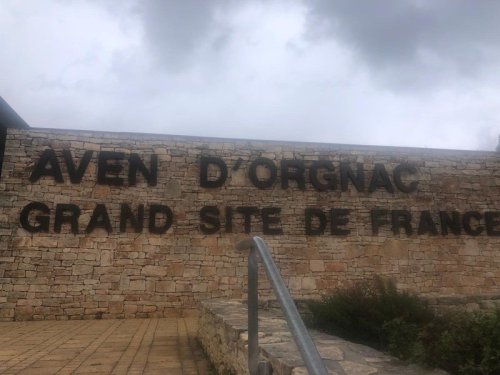 AVEN D'ORGNAC
GRAND SITE DE FRANCE